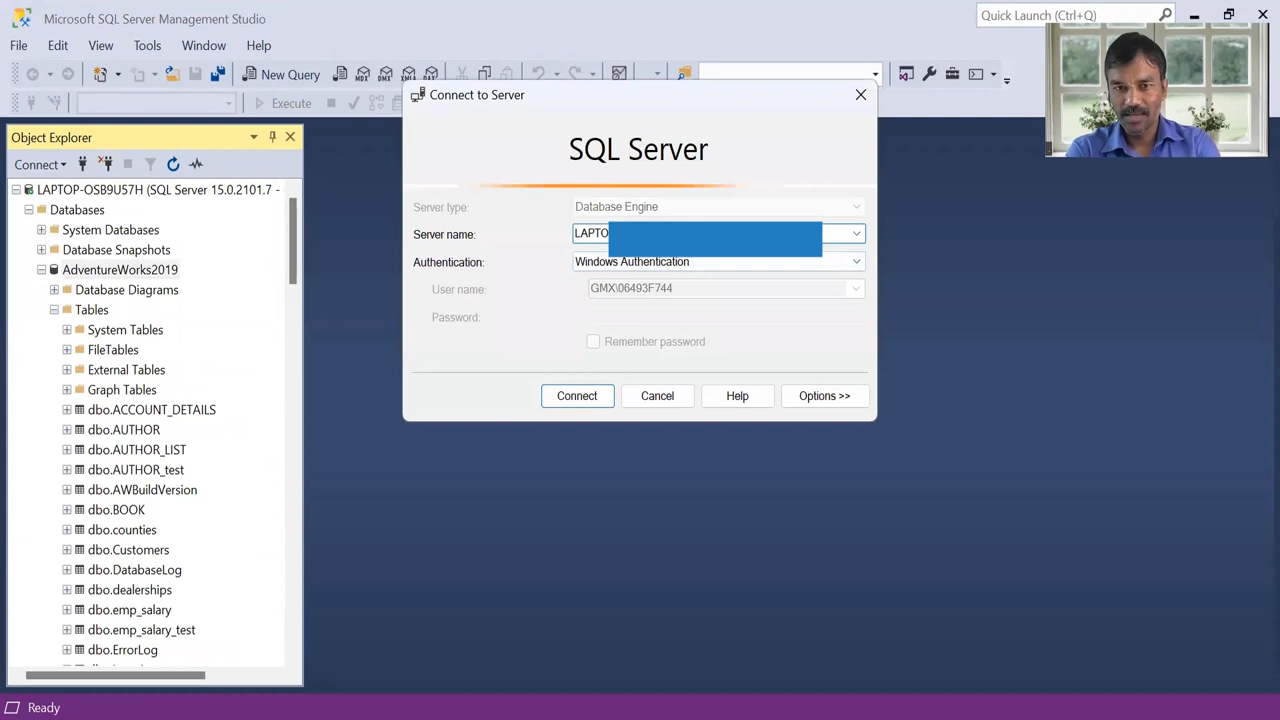 Microsoft SQL Server Management Studio
Quick Launch (Ctrl+Q)
File Edit View Tools Window Help
New Query
Execute
Object Explorer
Connect
LAPTOP-OSB9U57H (SQL Server 15.0.2101.7 -
Databases
System Databases
Database Snapshots
AdventureWorks2019
Database Diagrams
Tables
System Tables
FileTables
External Tables
Graph Tables
dbo.ACCOUNT_DETAILS
dbo.AUTHOR
dbo.AUTHOR_LIST
dbo.AUTHOR_test
dbo.AWBuildVersion
dbo.BOOK
dbo.counties
dbo.Customers
dbo.DatabaseLog
dbo.dealerships
dbo.emp_salary
dbo.emp_salary_test
dbo.ErrorLog
Connect to Server
SQL Server
Server type: Database Engine
Server name: LAPTO
Authentication: Windows Authentication
User name: GMX\06493F744
Password:
Remember password
Connect Cancel Help Options >>
Ready